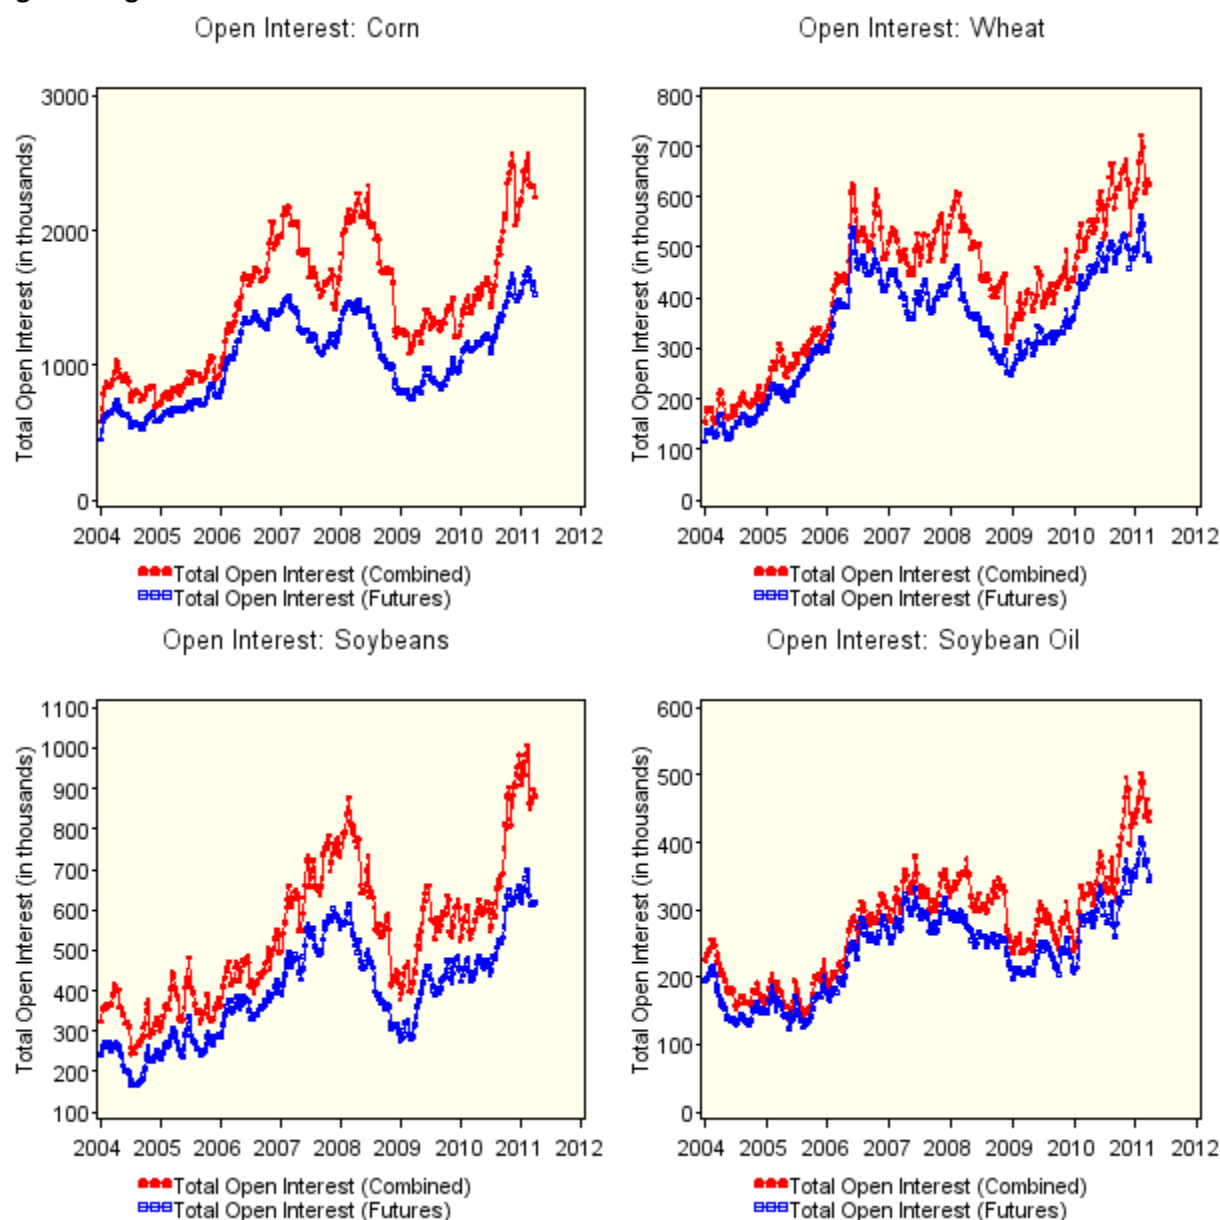 Open Interest: Corn
Open Interest: Wheat
Total Open Interest (in thousands)
3000
2000
1000
0
2004 2005 2006 2007 2008 2009 2010 2011 2012
Total Open Interest (Combined)
Total Open Interest (Futures)
Total Open Interest (in thousands)
800
700
600
500
400
300
200
100
0
2004 2005 2006 2007 2008 2009 2010 2011 2012
Total Open Interest (Combined)
Total Open Interest (Futures)
Open Interest: Soybeans
Open Interest: Soybean Oil
Total Open Interest (in thousands)
1100
1000
900
800
700
600
500
400
300
200
100
2004 2005 2006 2007 2008 2009 2010 2011 2012
Total Open Interest (Combined)
Total Open Interest (Futures)
Total Open Interest (in thousands)
600
500
400
300
200
100
0
2004 2005 2006 2007 2008 2009 2010 2011 2012
Total Open Interest (Combined)
Total Open Interest (Futures)